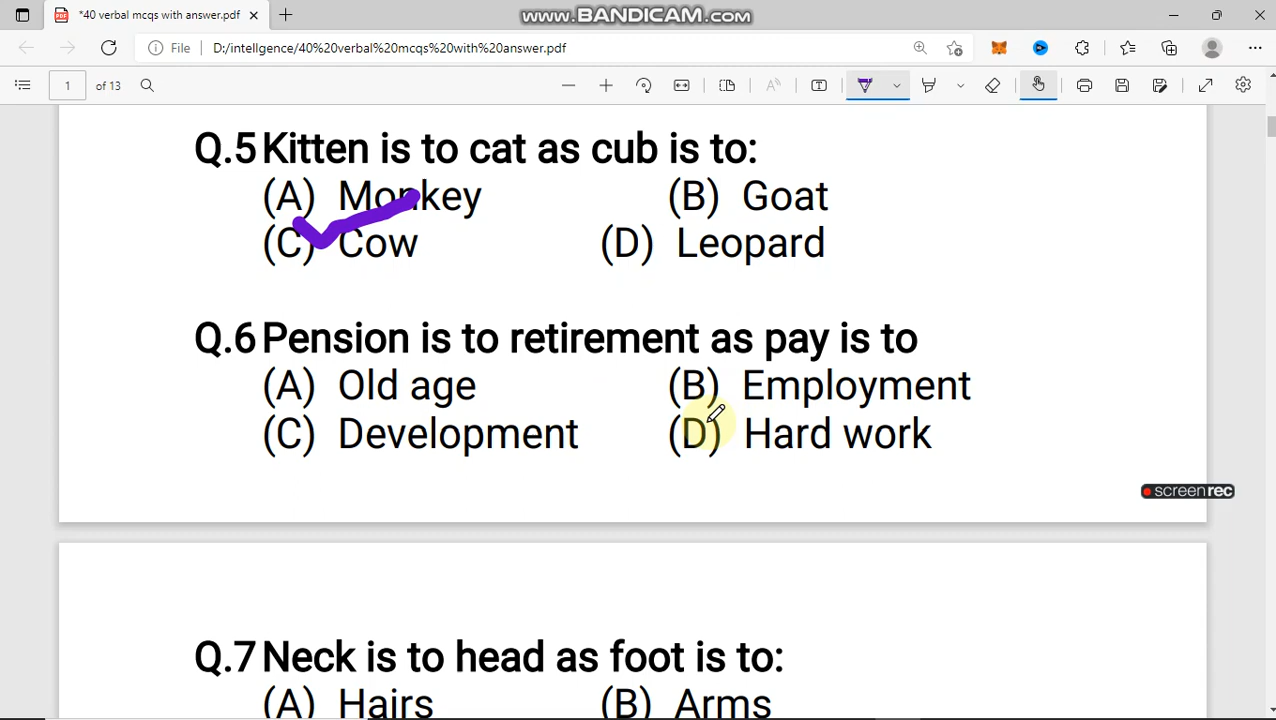 *40 verbal mcqs with answer.pdf
www.BANDICAM.com
File D:/intellgence/40%20verbal%20mcqs%20with%20answer.pdf
1 of 13
Q.5 Kitten is to cat as cub is to:
(A) Monkey (B) Goat
(C) Cow (D) Leopard
Q.6 Pension is to retirement as pay is to
(A) Old age (B) Employment
(C) Development (D) Hard work
screenrec
Q.7 Neck is to head as foot is to:
(A) Hairs (B) Arms